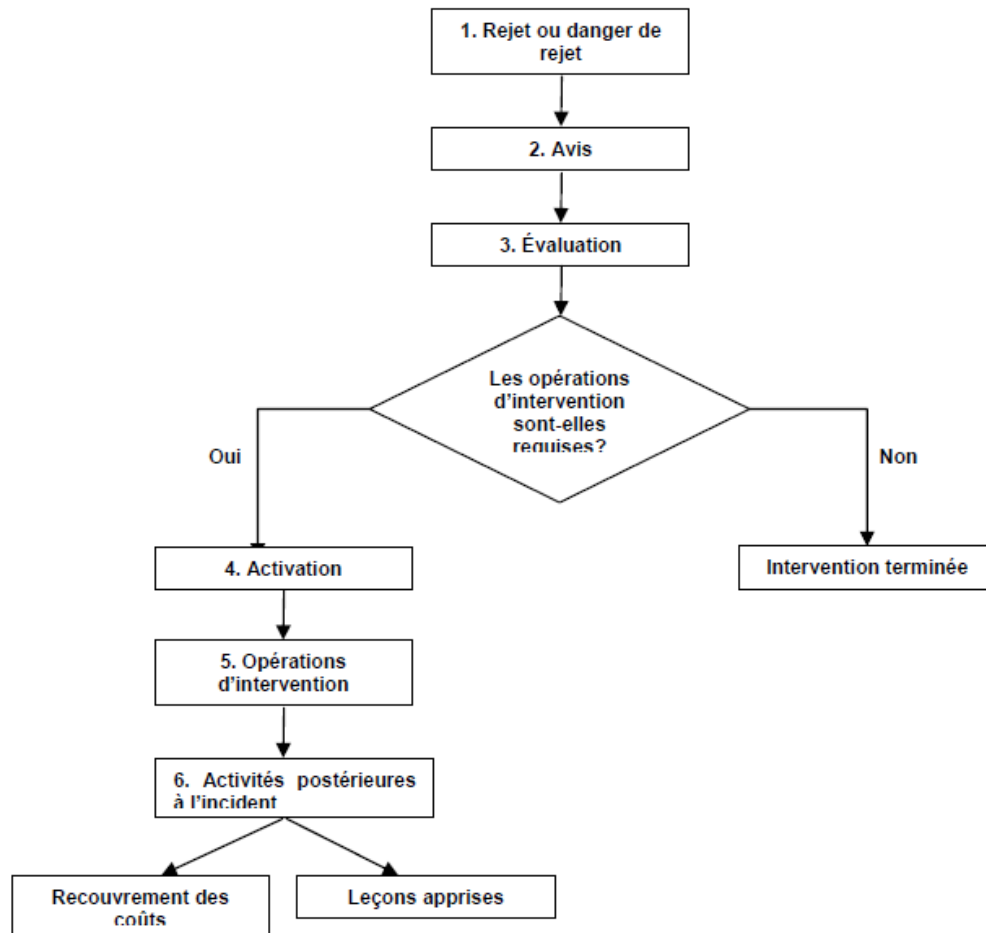 1. Rejet ou danger de
rejet
2. Avis
3. Évaluation
Les opérations
d'intervention
sont-elles
requises?
Oui
Non
4. Activation
Intervention terminée
5. Opérations
d'intervention
6. Activités postérieures
à l'incident
Recouvrement des
coûts
Leçons apprises